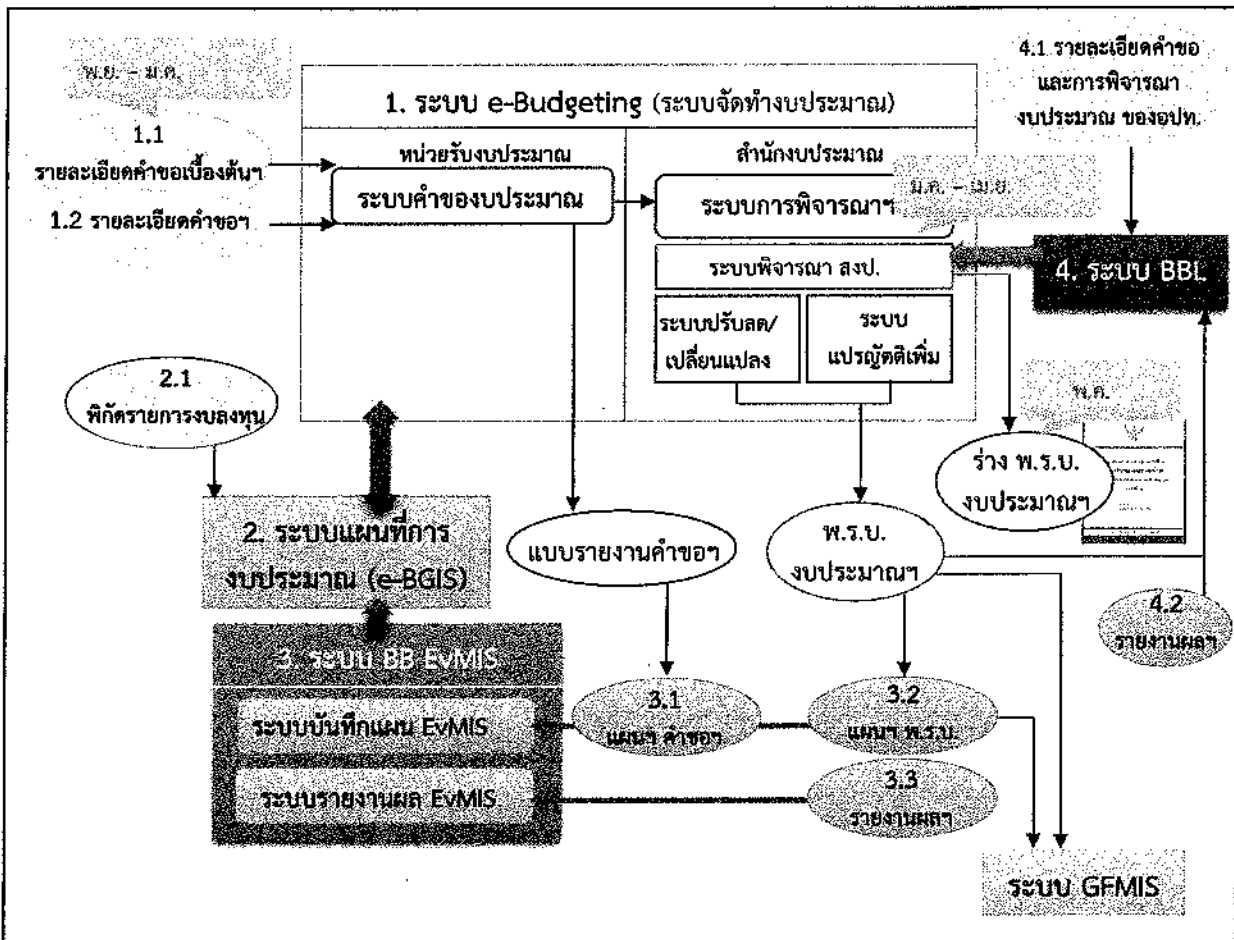 พ.ย. - ม.ค.
1.1
รายละเอียดคำขอเบื้องต้นฯ
1.2 รายละเอียดคำขอฯ
1. ระบบ e-Budgeting (ระบบจัดทำงบประมาณ)
หน่วยรับงบประมาณ
ระบบคำของบประมาณ
สำนักงบประมาณ
ม.ค. - เม.ย.
ระบบการพิจารณาฯ
ระบบพิจารณา สงป.
ระบบปรับลด/
เปลี่ยนแปลง
ระบบ
แปรญัตติเพิ่ม
4.1 รายละเอียดคำขอ
และการพิจารณา
งบประมาณ ของอปท.
4. ระบบ BBL
2.1
พิกัดรายการงบลงทุน
พ.ค.
ร่าง พ.ร.บ.
งบประมาณฯ
2. ระบบแผนที่การ
งบประมาณ (e-BGIS)
แบบรายงานคำขอฯ
พ.ร.บ.
งบประมาณฯ
4.2
รายงานผลฯ
3. ระบบ BB EvMIS
ระบบบันทึกแผน EvMIS
3.1
แผนฯ คำขอฯ
3.2
แผนฯ พ.ร.บ.
ระบบรายงานผล EvMIS
3.3
รายงานผลฯ
ระบบ GFMIS